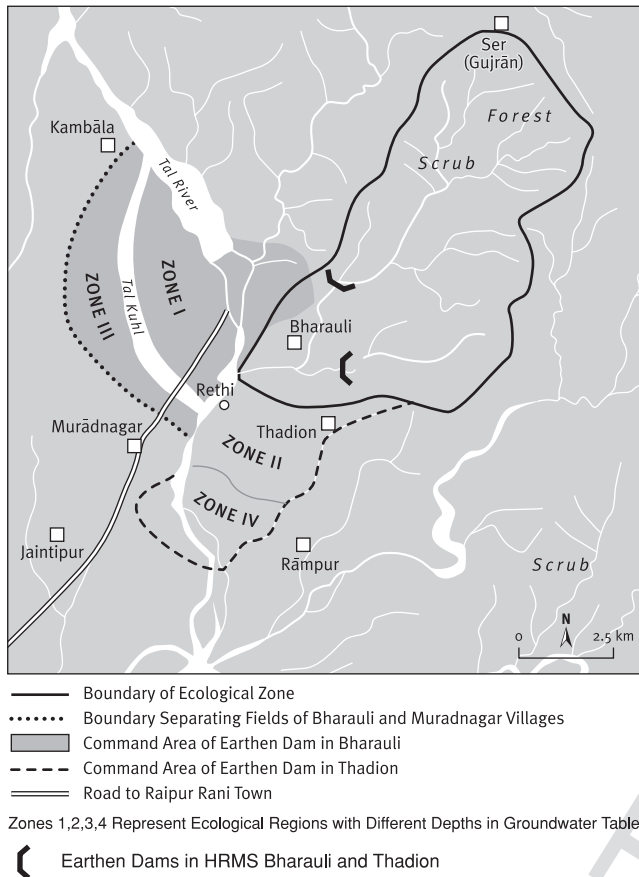 Ser
(Gujrān)
Forest
Scrub
Kambāla
Tal River
ZONE I
ZONE III
Tal Kuhl
Bharauli
Rethi
Murādnagar
Thadion
ZONE II
ZONE IV
Jaintipur
Rāmpur
Scrub
N
0 2.5 km
Boundary of Ecological Zone
Boundary Separating Fields of Bharauli and Muradnagar Villages
Command Area of Earthen Dam in Bharauli
Command Area of Earthen Dam in Thadion
Road to Raipur Rani Town
Zones 1,2,3,4 Represent Ecological Regions with Different Depths in Groundwater Table
Earthen Dams in HRMS Bharauli and Thadion